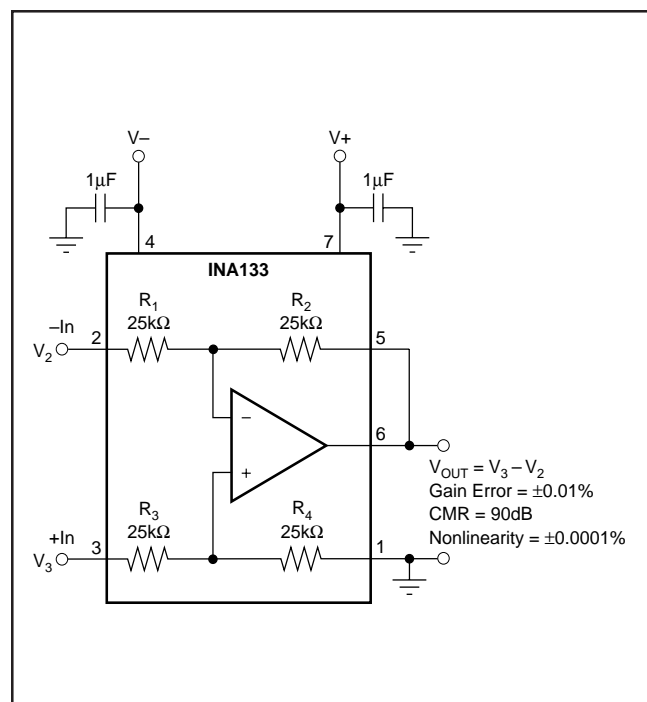 V–
V+
1μF
1μF
4
7
INA133
R1
25kΩ
R2
25kΩ
–In
V2
2
5
–
6
+
VOUT = V3 – V2
Gain Error = ±0.01%
CMR = 90dB
Nonlinearity = ±0.0001%
R3
25kΩ
R4
25kΩ
+In
V3
3
1